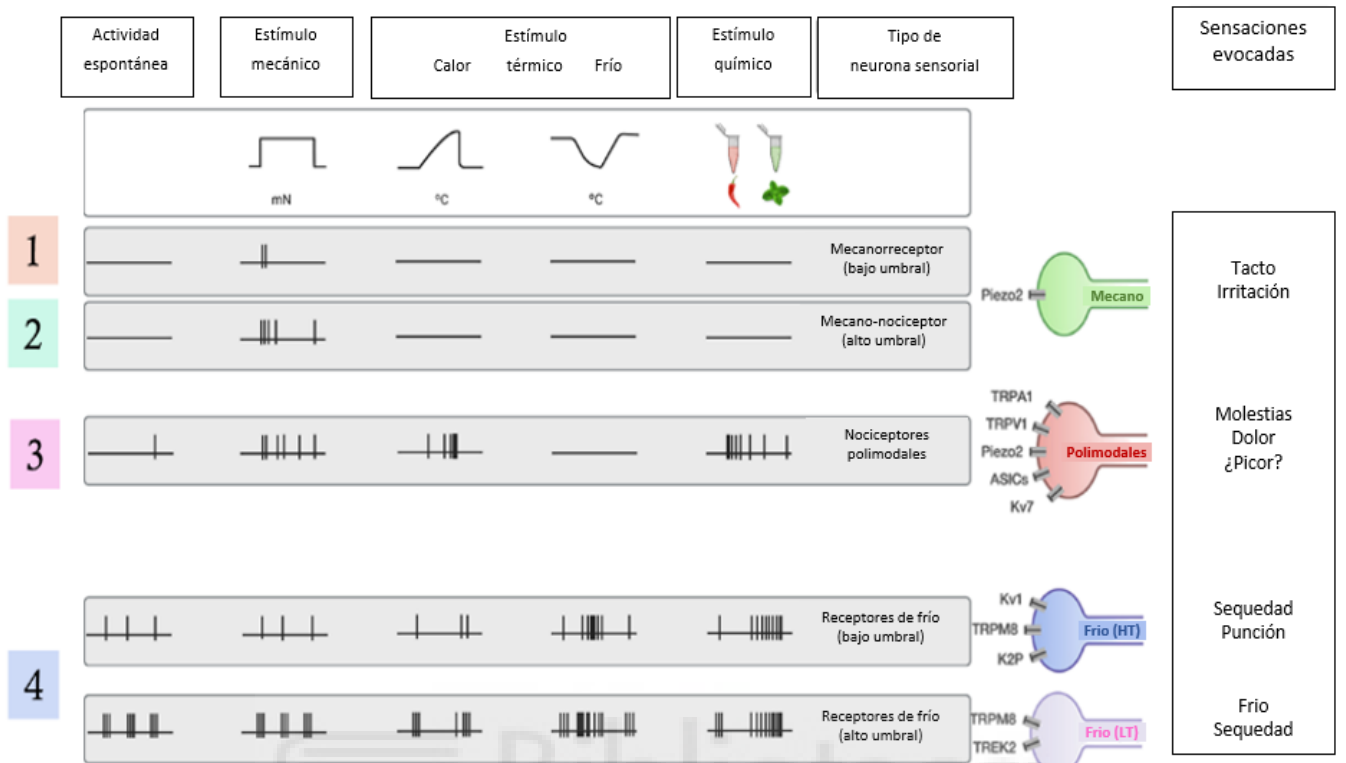 Actividad
espontánea
Estímulo
mecánico
Estímulo
Calor térmico Frío
Estímulo
químico
Tipo de
neurona sensorial
Sensaciones
evocadas
mN
ºC
ºC
1
Mecanorreceptor
(bajo umbral)
2
Mecano-nociceptor
(alto umbral)
Piezo2
Mecano
Tacto
Irritación
3
Nociceptores
polimodales
TRPA1
TRPV1
Piezo2
ASICs
Kv7
Polimodales
Molestias
Dolor
¿Picor?
4
Receptores de frío
(bajo umbral)
Kv1
TRPM8
K2P
Frio (HT)
Sequedad
Punción
Receptores de frío
(alto umbral)
TRPM8
TREK2
Frio (LT)
Frio
Sequedad